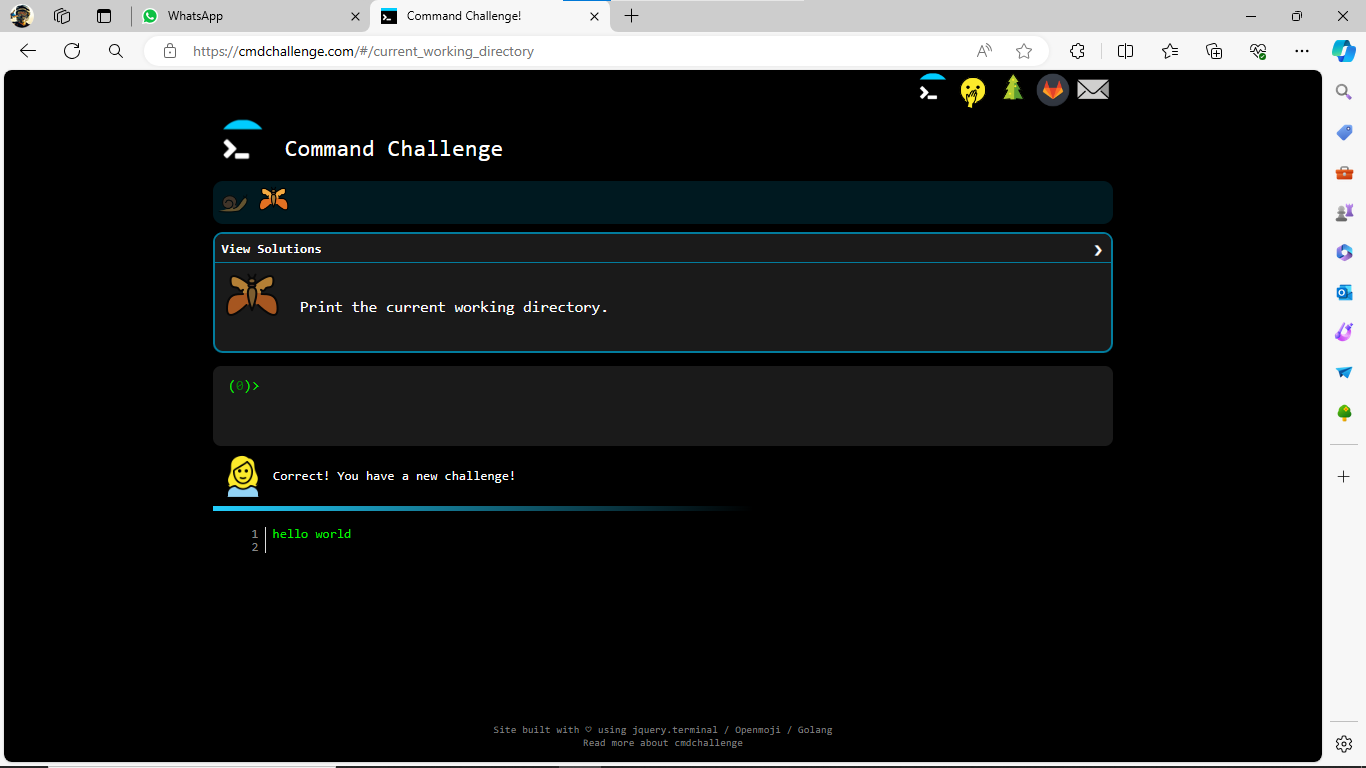 WhatsApp
Command Challenge!
https://cmdchallenge.com/#/current_working_directory
Command Challenge
View Solutions
Print the current working directory.
(0)>
Correct! You have a new challenge!
1 hello world
2
Site built with ♡ using jquery.terminal / Openmoji / Golang
Read more about cmdchallenge